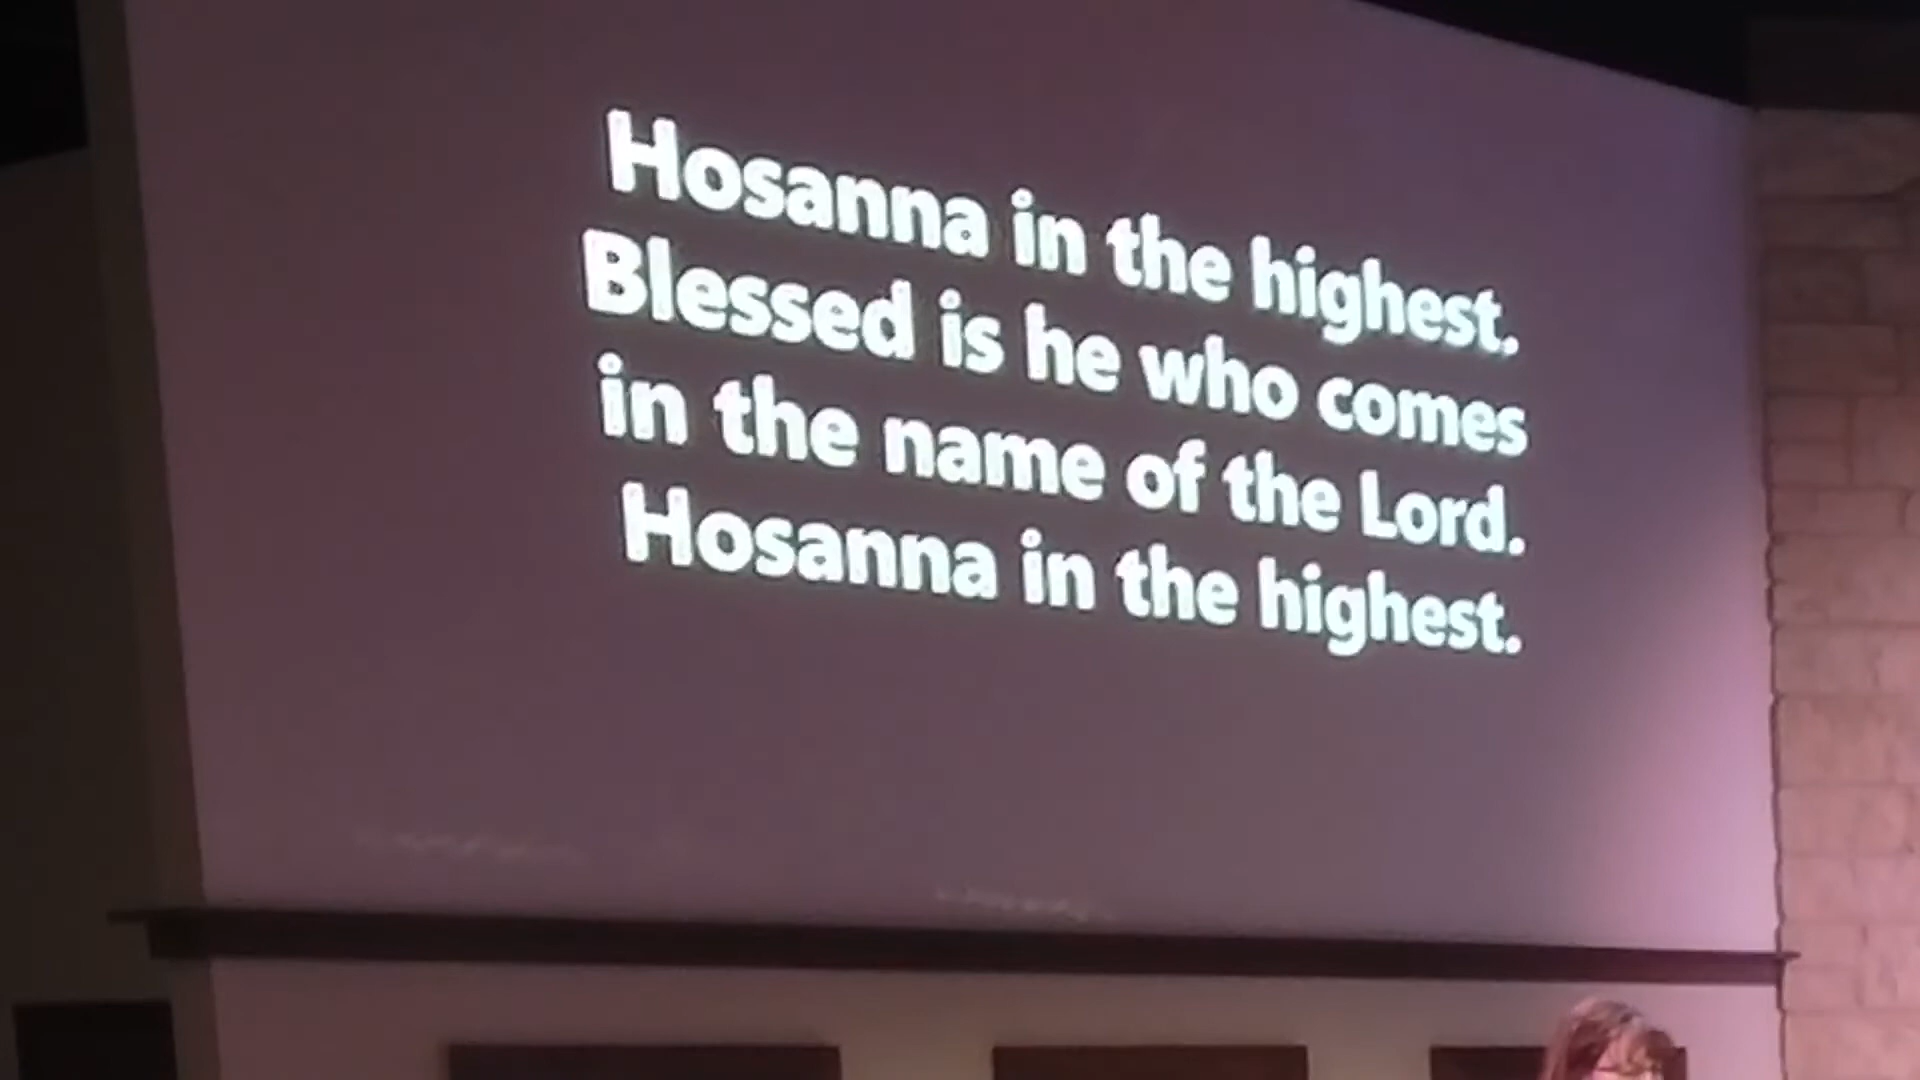 Hosanna in the highest.
Blessed is he who comes
in the name of the Lord.
Hosanna in the highest.